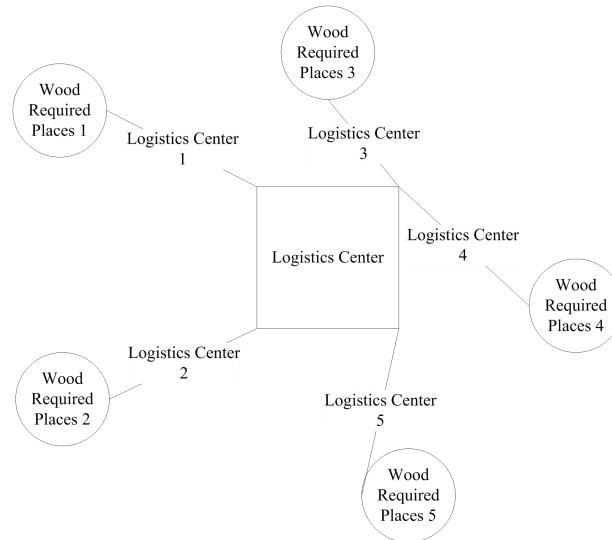 Wood
Required
Places 3
Wood
Required
Places 1
Logistics Center
3
Logistics Center
1
Logistics Center
4
Logistics Center
Wood
Required
Places 4
Logistics Center
2
Wood
Required
Places 2
Logistics Center
5
Wood
Required
Places 5